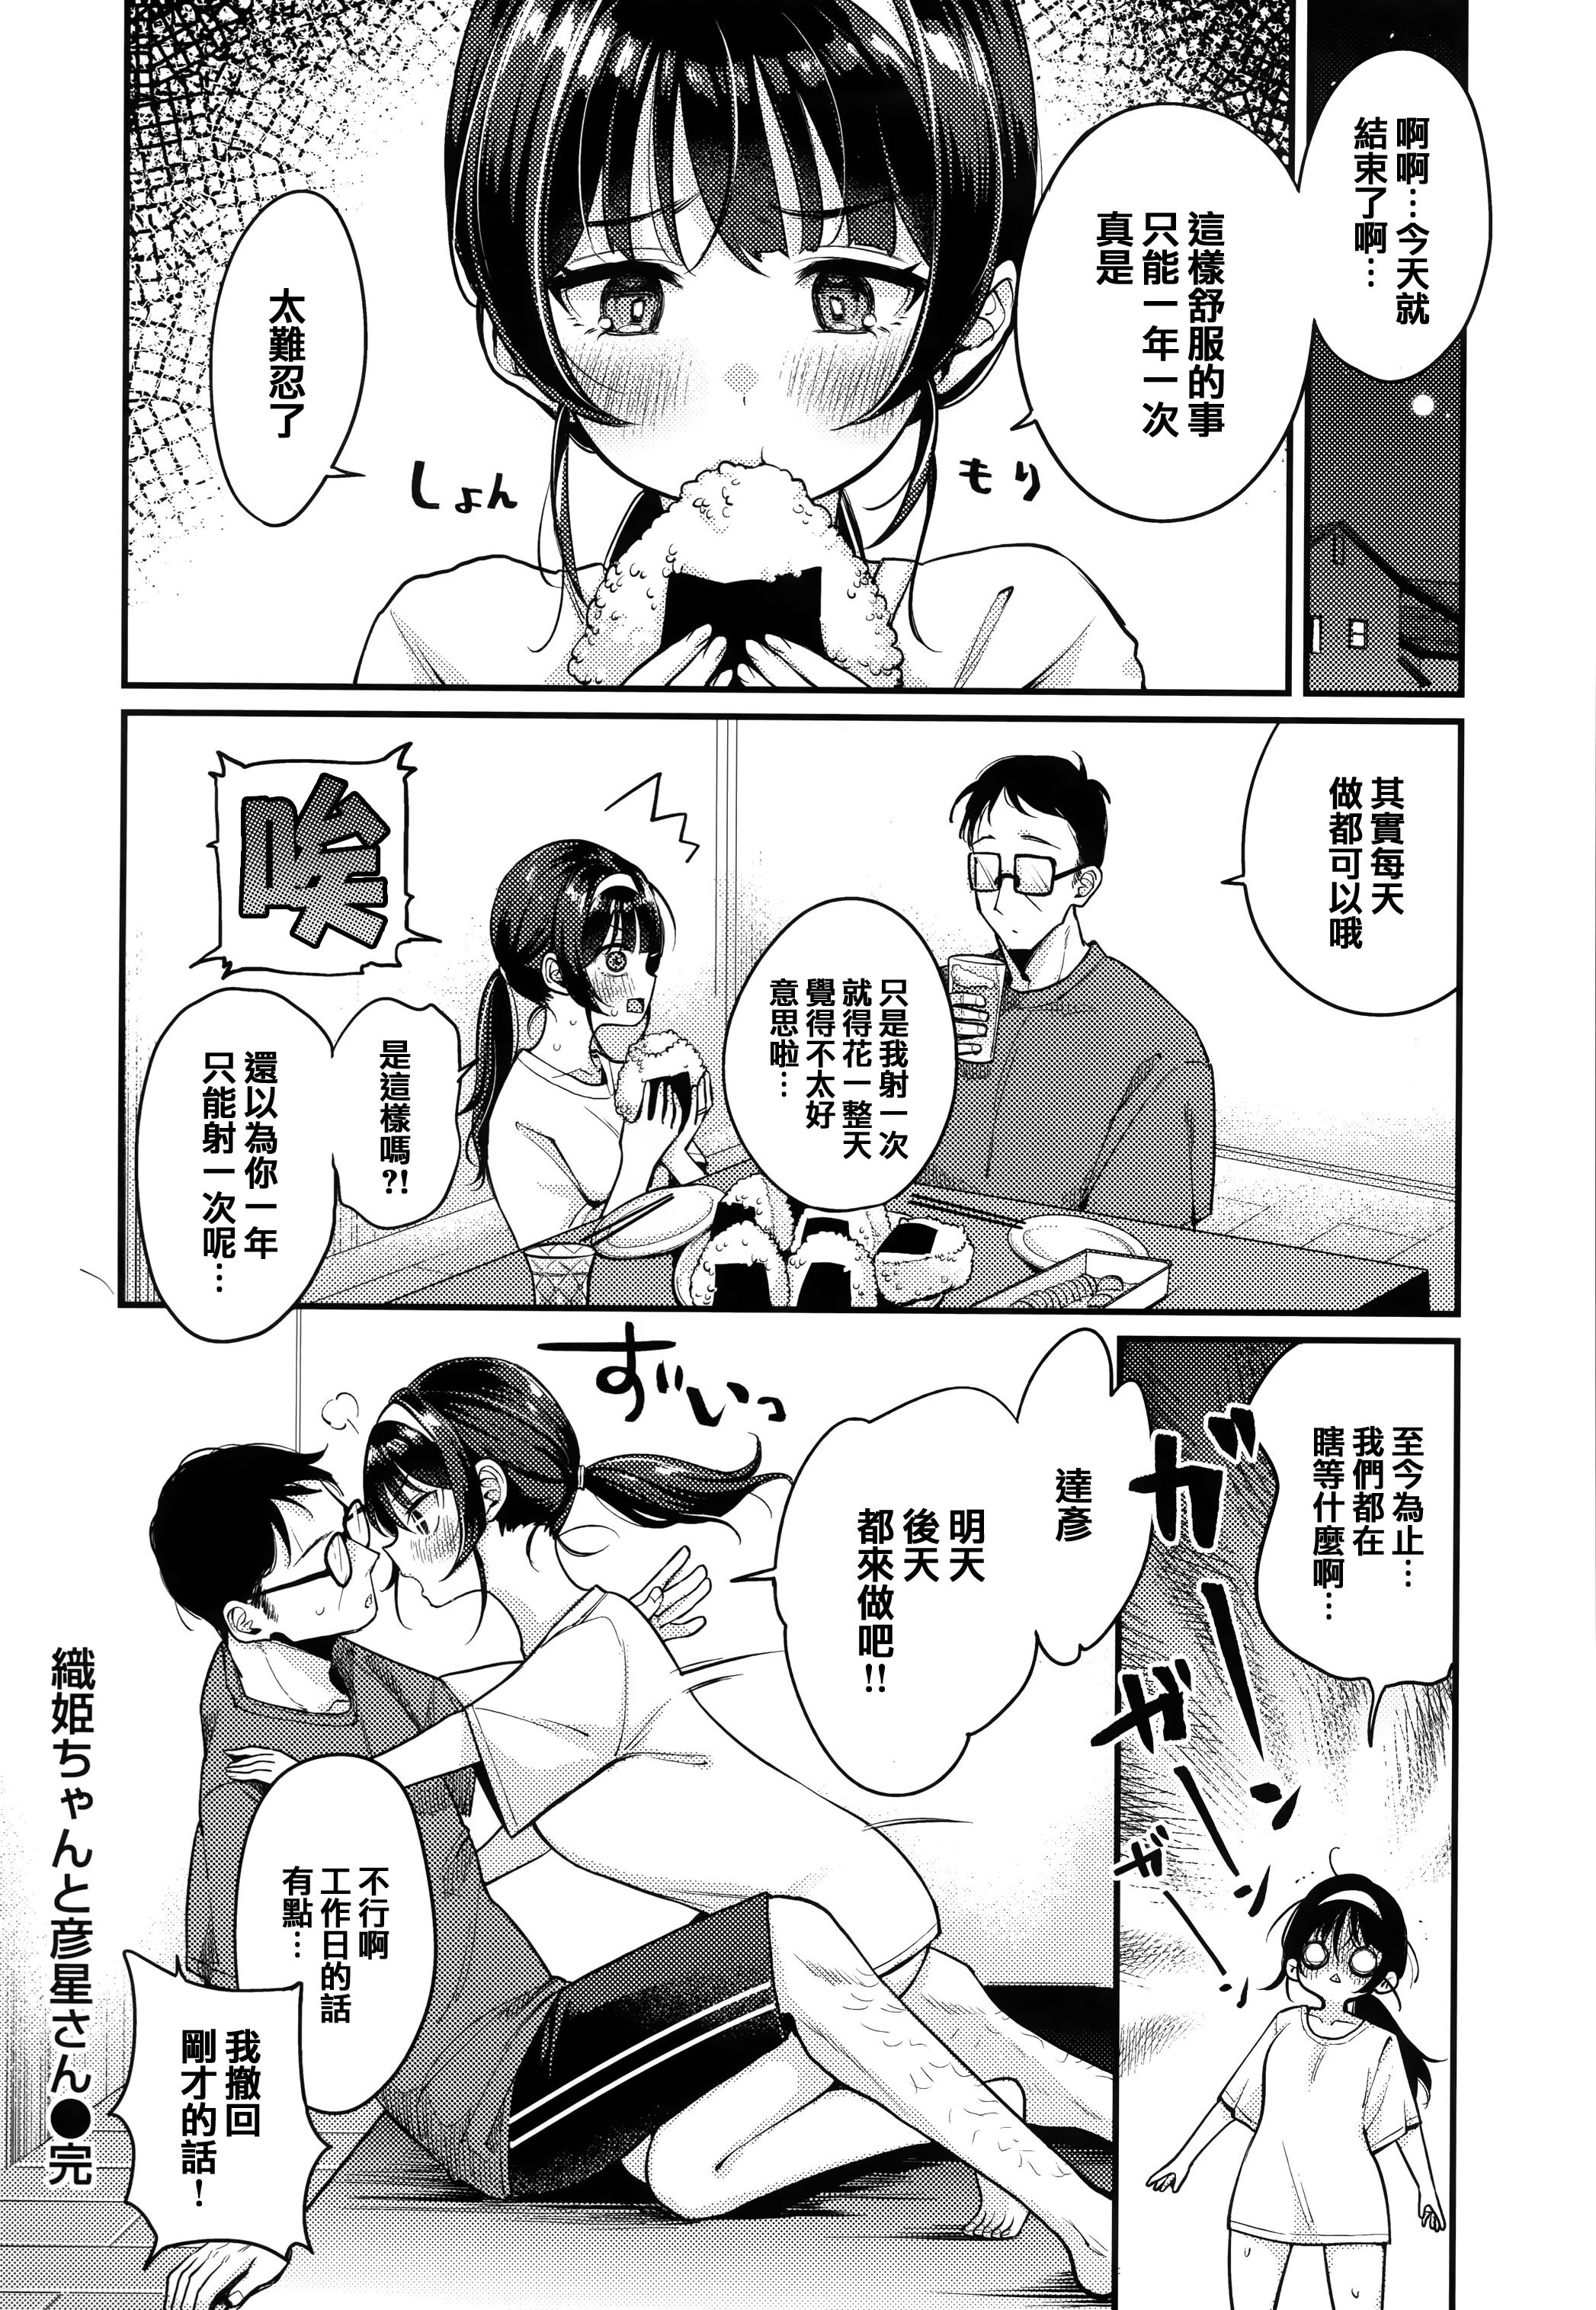 啊啊…今天就
結束了啊…
這樣舒服的事
只能一年一次
真是
もり
しょん
太難忍了
其實每天
做都可以哦
只是我射一次
就得花一整天
覺得不太好
意思啦…
唉
是這樣嗎?!
還以為你一年
只能射一次呢…
至今為止…
我們都在
瞎等什麼啊…
ガーン
ガーン
ガーン
ずいっ
達彥
明天
後天
都來做吧!!
不行啊
工作日的話
有點…
我撤回
剛才的話!
織姫ちゃんと彦星さん●完